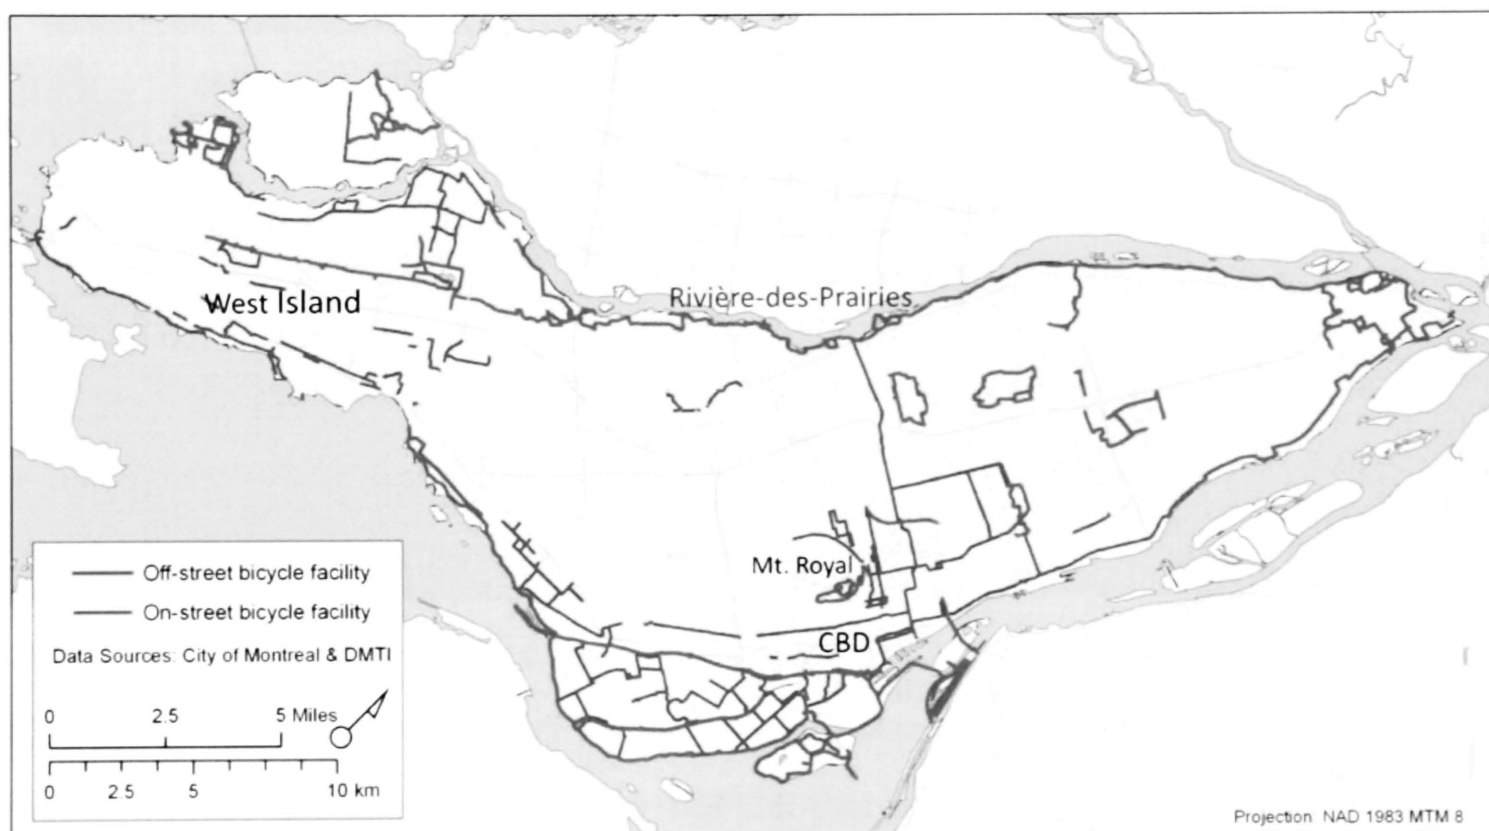 Rivière-des-Prairies
West Island
Mt. Royal
CBD
Off-street bicycle facility
On-street bicycle facility
Data Sources: City of Montreal & DMTI
0 2.5 5 Miles
0 2.5 5 10 km
Projection: NAD 1983 MTM 8